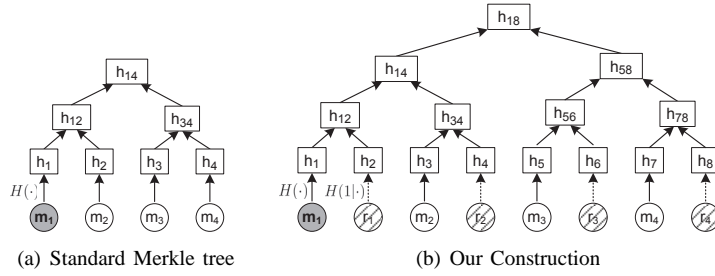 h18
h14 h58
h14
h12 h34 h56 h78
h12 h34
h1 h2 h3 h4 h5 h6 h7 h8
h1 h2 h3 h4
H(·) H(·) H(1|·)
m1 m2 m3 m4 m1 r1 m2 r2 m3 r3 m4 r4
(a) Standard Merkle tree (b) Our Construction